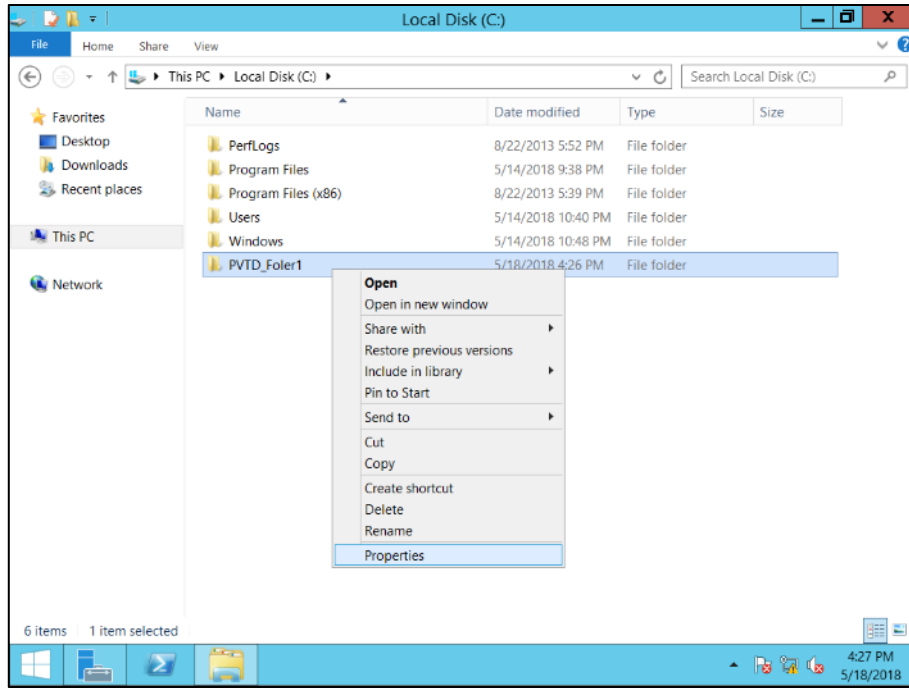 Local Disk (C:)
File Home Share View
This PC Local Disk (C:) Search Local Disk (C:)
Favorites
Desktop
Downloads
Recent places
This PC
Network
Name Date modified Type Size
PerfLogs 8/22/2013 5:52 PM File folder
Program Files 5/14/2018 9:38 PM File folder
Program Files (x86) 8/22/2013 5:39 PM File folder
Users 5/14/2018 10:40 PM File folder
Windows 5/14/2018 10:48 PM File folder
PVTD_Foler1 5/18/2018 4:26 PM File folder
Open
Open in new window
Share with
Restore previous versions
Include in library
Pin to Start
Send to
Cut
Copy
Create shortcut
Delete
Rename
Properties
6 items 1 item selected
4:27 PM
5/18/2018